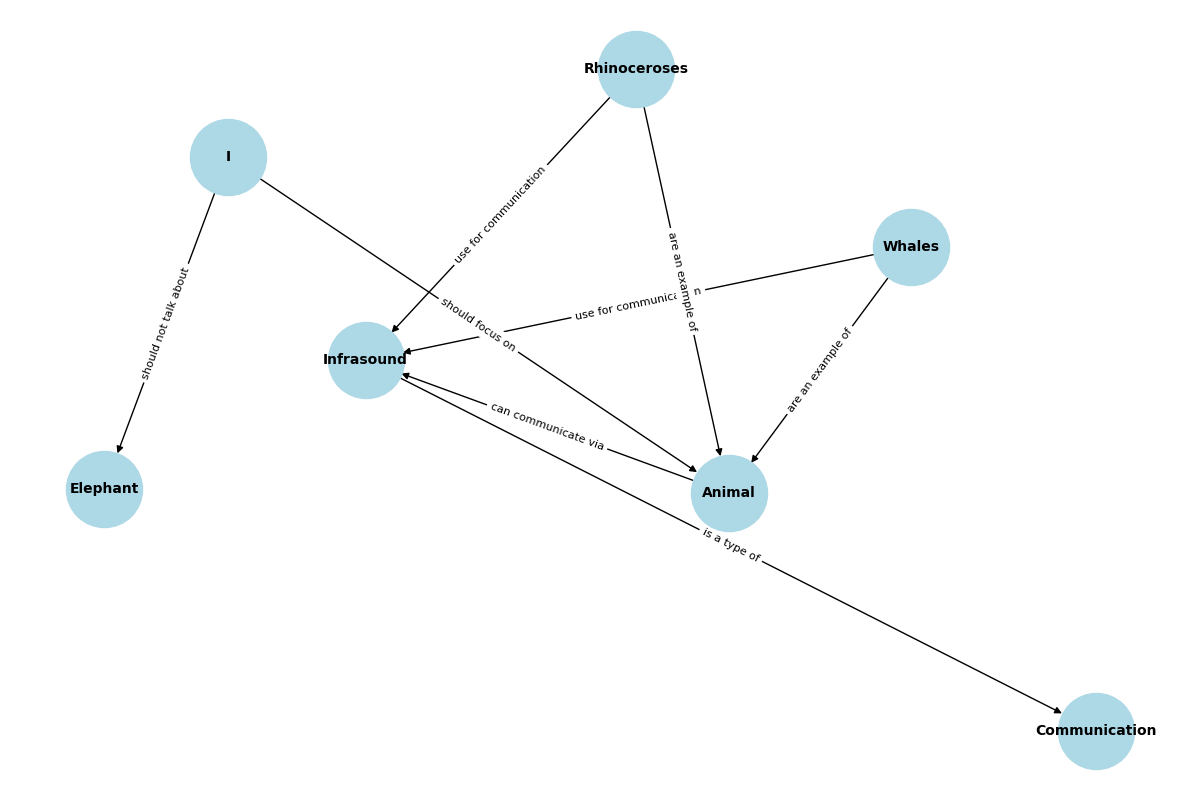 Rhinoceroses
I
use for communication
Whales
are an example of
use for communica n
should focus on
should not talk about
are an example of
Infrasound
can communicate via
Elephant
Animal
is a type of
Communication